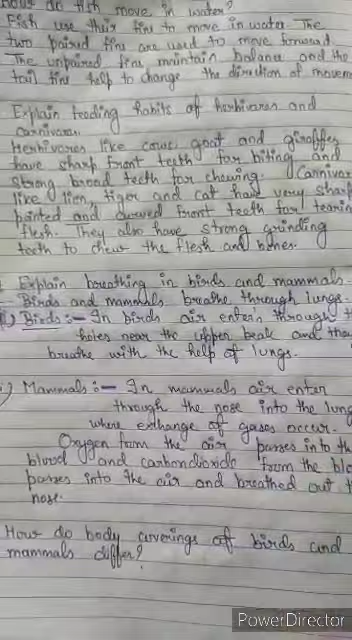 How do fish move in water?
Fish use their fins to move in water. The
two paired fins are used to move forward.
The unpaired fins maintain balance and the
tail fins help to change the direction of movem
Explain feeding habits of herbivores and
carnivores.
Herbivores like cows goat and giraffes
have sharp front teeth for biting and
strong broad teeth for chewing. Carnivor
like lion, tiger and cat have very sharp
pointed and curved front teeth for tearin
flesh. They also have strong grinding
teeth to chew the flesh and bones.
Explain breathing in birds and mammals.
Birds and mammals breathe through lungs.
Birds :- In birds air enters through t
holes near the upper beak and the
breathe with the help of lungs.
Mammals :- In mammals air enter
through the nose into the lung
where exhange of gases occur.
Oxygen from the air passes into th
blood and carbondioxide from the blo
passes into the air and breathed out t
nose.
How do body coverings of birds and
mammals differ?
PowerDirector